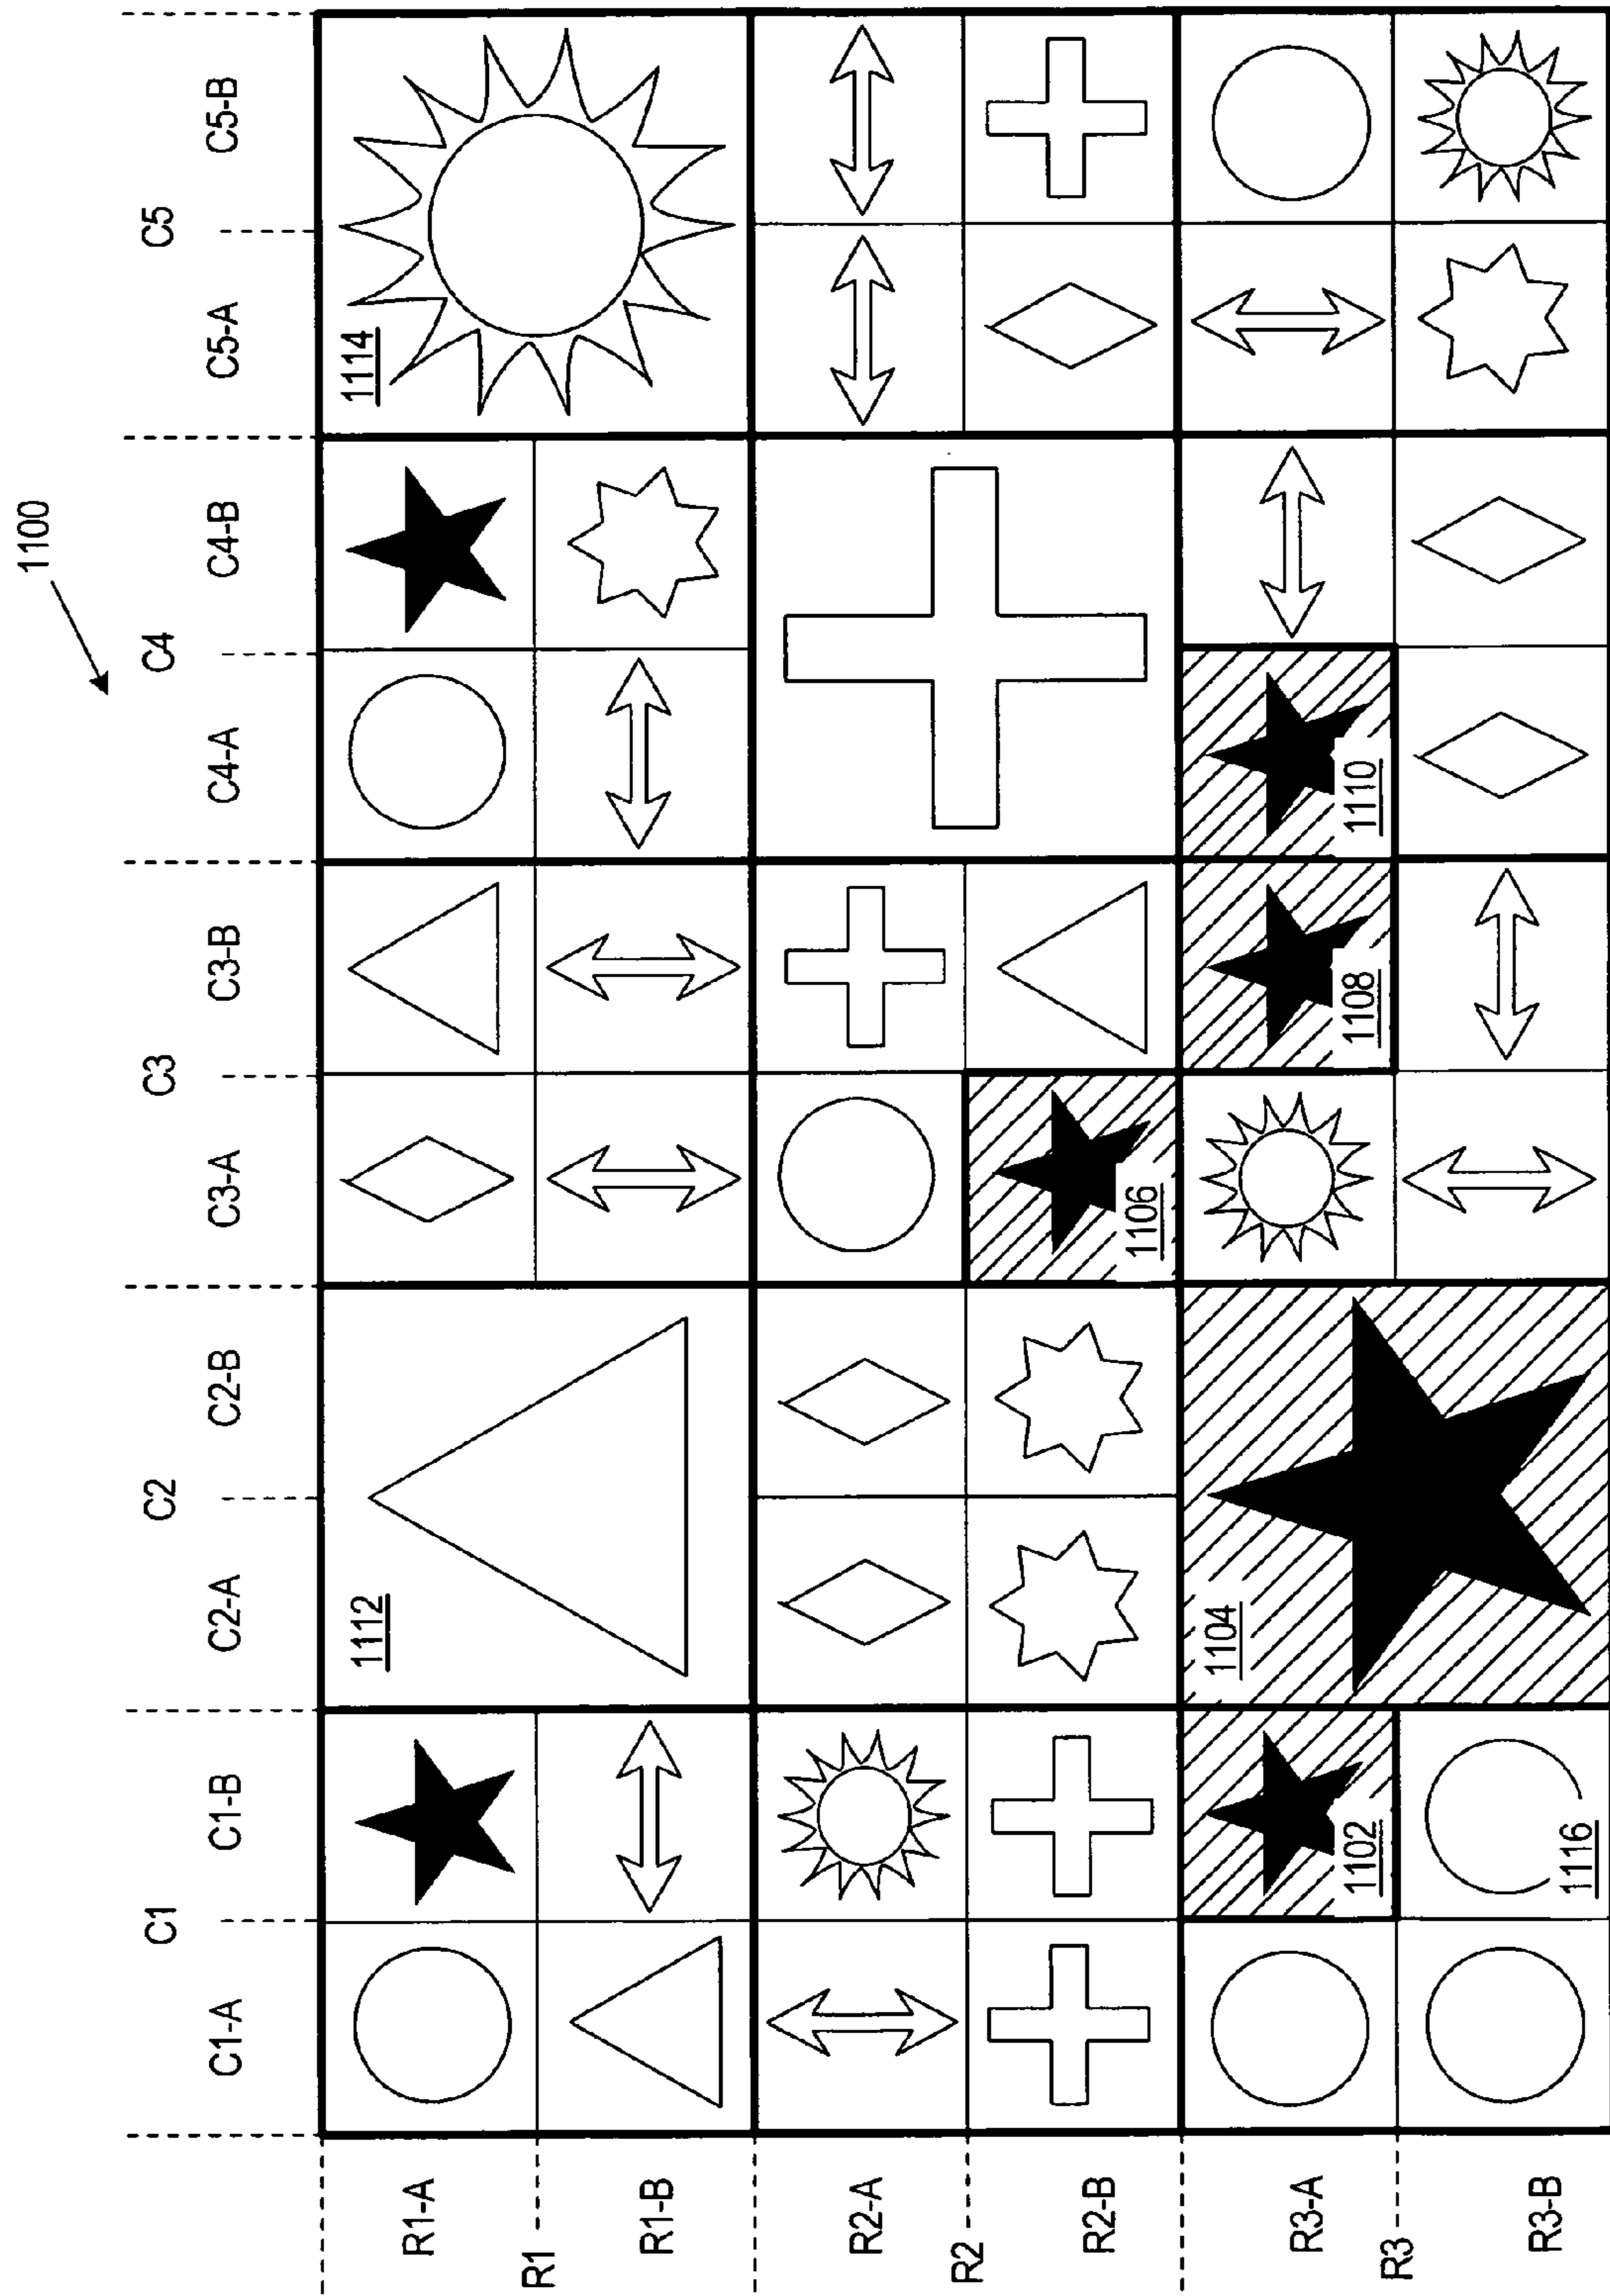 1100
C1 C2 C3 C4 C5
C1-A C1-B C2-A C2-B C3-A C3-B C4-A C4-B C5-A C5-B
R1-A
R1
R1-B
R2-A
R2
R2-B
R3-A
R3
R3-B
1112
1114
1106
1104
1102
1108
1110
1116